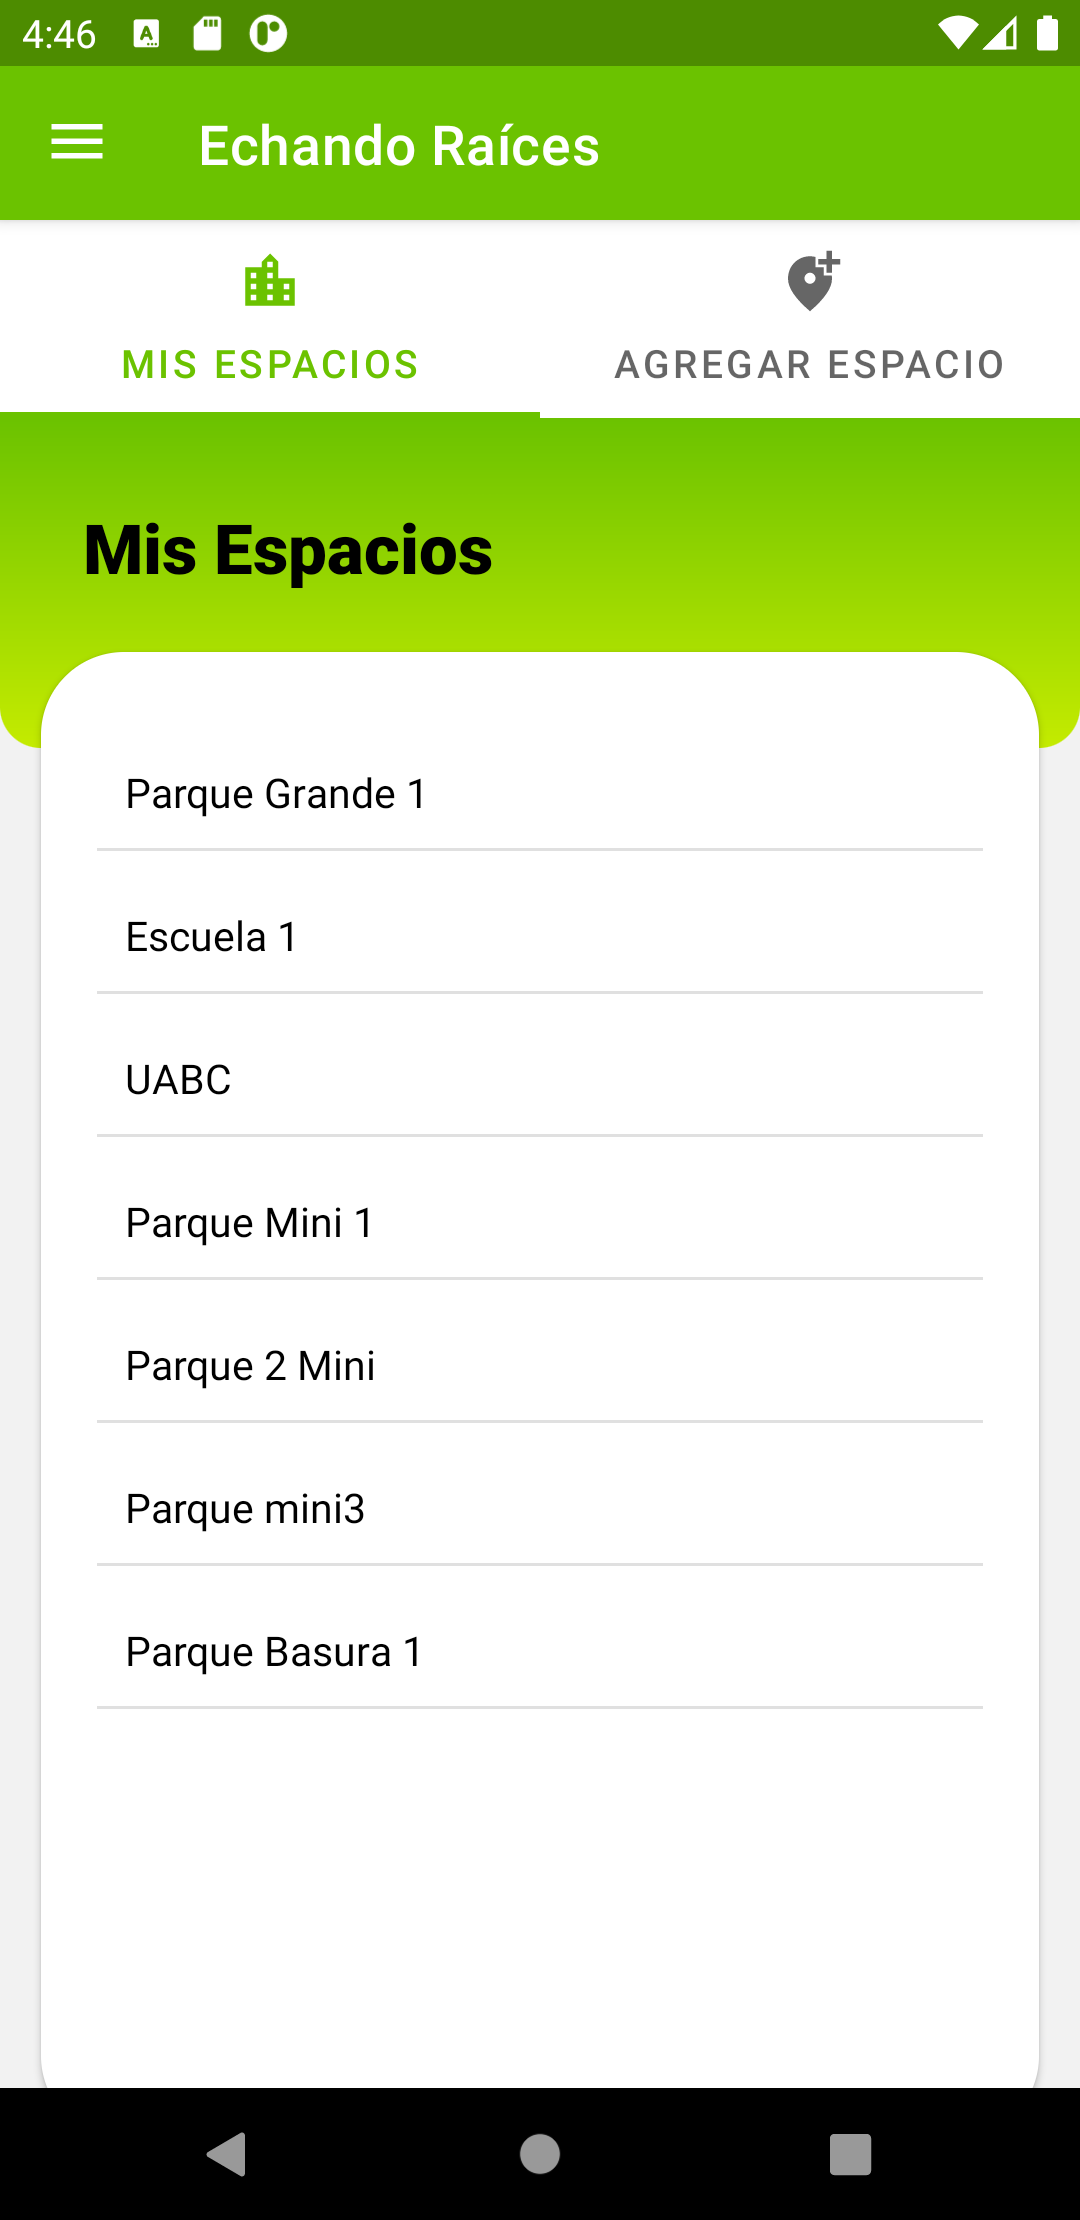 4:46
Echando Raíces
MIS ESPACIOS
AGREGAR ESPACIO
Mis Espacios
Parque Grande 1
Escuela 1
UABC
Parque Mini 1
Parque 2 Mini
Parque mini3
Parque Basura 1